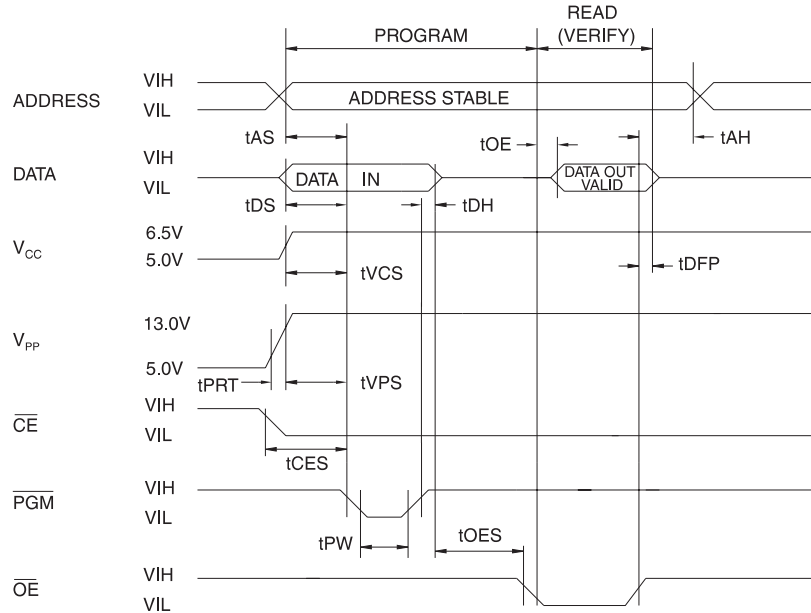 READ
PROGRAM
(VERIFY)
ADDRESS
VIH
VIL
ADDRESS STABLE
tAS
tOE
tAH
DATA
VIH
VIL
DATA IN
DATA OUT
VALID
tDS
tDH
VCC
6.5V
5.0V
tVCS
tDFP
VPP
13.0V
5.0V
tPRT
tVPS
CE
VIH
VIL
tCES
PGM
VIH
VIL
tPW
tOES
OE
VIH
VIL